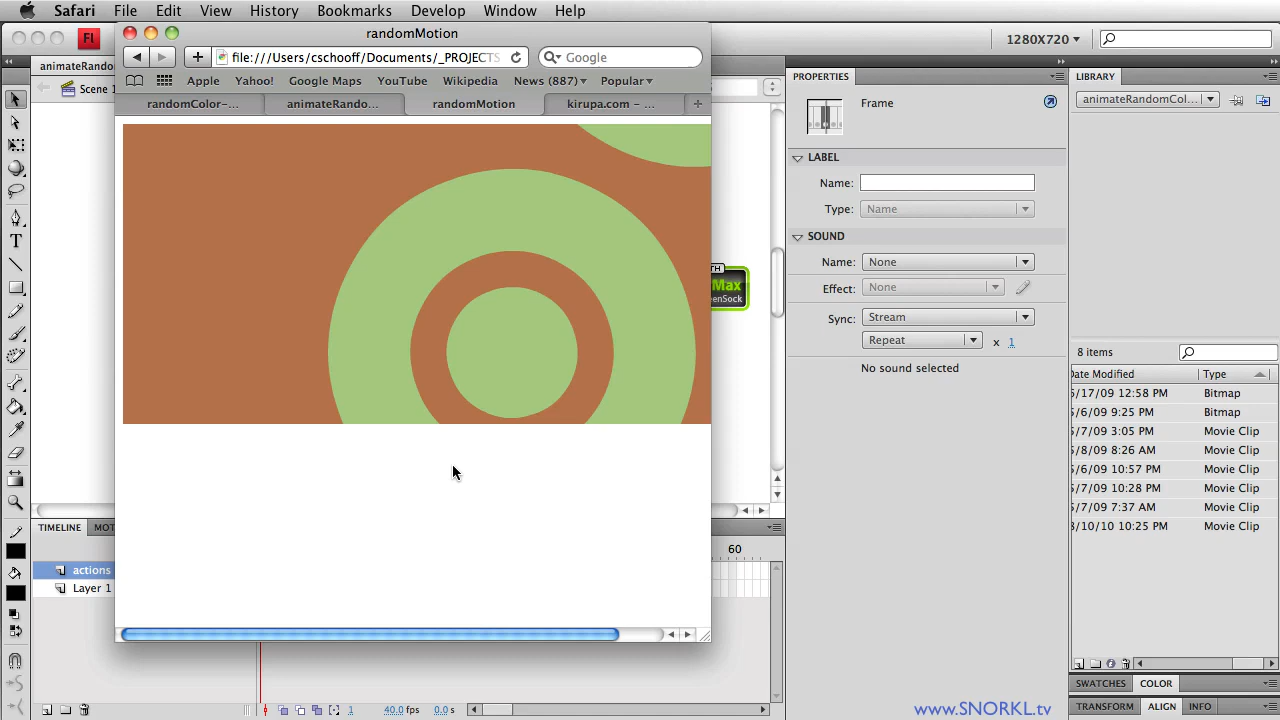 Safari File Edit View History Bookmarks Develop Window Help
randomMotion
Fl
1280X720
file:///Users/cschooff/Documents/_PROJECTS
Google
Apple Yahoo! Google Maps YouTube Wikipedia News (887) Popular
randomColor-... animateRando... randomMotion kirupa.com – ... +
animateRando
Scene 1
PROPERTIES
Frame
LABEL
Name:
Type: Name
SOUND
Name: None
Effect: None
Sync: Stream
Repeat x 1
No sound selected
LIBRARY
animateRandomCol...
8 items
Date Modified Type
5/17/09 12:58 PM Bitmap
5/6/09 9:25 PM Bitmap
5/7/09 3:05 PM Movie Clip
5/8/09 8:26 AM Movie Clip
5/6/09 10:57 PM Movie Clip
5/7/09 10:28 PM Movie Clip
5/7/09 7:37 AM Movie Clip
3/10/10 10:25 PM Movie Clip
TH
Max
enSock
TIMELINE MOT
60
actions
Layer 1
1 40.0 fps 0.0 s
SWATCHES COLOR
TRANSFORM ALIGN INFO
www.SNORKL.tv